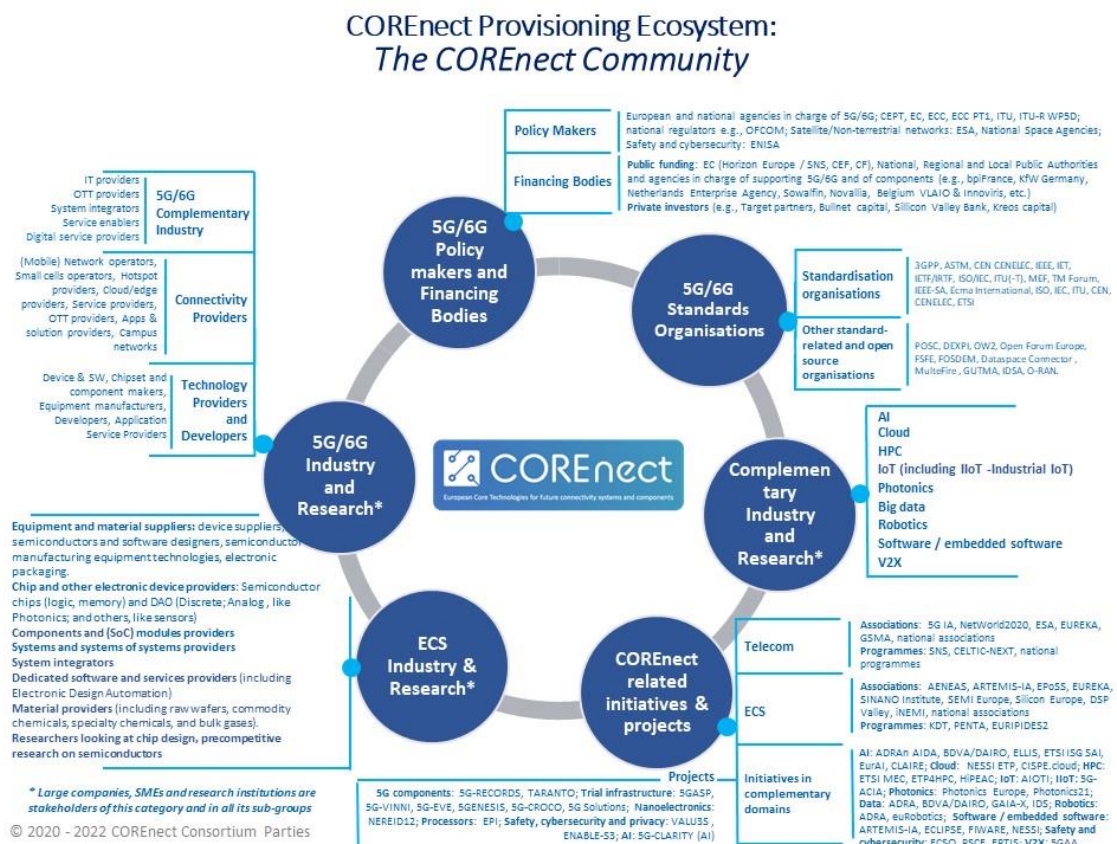 COREnect Provisioning Ecosystem:
The COREnect Community
Policy Makers
European and national agencies in charge of 5G/6G; CEPT, EC, ECC, ECC PT1, ITU, ITU-R WP5D;
national regulators e.g., OFCOM; Satellite/Non-terrestrial networks: ESA, National Space Agencies;
Safety and cybersecurity: ENISA
Financing Bodies
Public funding: EC (Horizon Europe / SNS, CEF, CF), National, Regional and Local Public Authorities
and agencies in charge of supporting 5G/6G and of components (e.g., bpiFrance, KfW Germany,
Netherlands Enterprise Agency, Sowalfin, Novallia, Belgium VLAIO & Innoviris, etc.)
Private investors (e.g., Target partners, Bullnet capital, Sillicon Valley Bank, Kreos capital)
IT providers
OTT providers
System integrators
Service enablers
Digital service providers
5G/6G
Complementary
Industry
(Mobile) Network operators,
Small cells operators, Hotspot
providers, Cloud/edge
providers, Service providers,
OTT providers, Apps &
solution providers, Campus
networks
Connectivity
Providers
Device & SW, Chipset and
component makers,
Equipment manufacturers,
Developers, Application
Service Providers
Technology
Providers
and
Developers
5G/6G
Policy
makers and
Financing
Bodies
5G/6G
Standards
Organisations
Standardisation
organisations
3GPP, ASTM, CEN CENELEC, IEEE, IET,
IETF/IRTF, ISO/IEC, ITU(-T), MEF, TM Forum,
IEEE-SA, Ecma International, ISO, IEC, ITU, CEN,
CENELEC, ETSI
Other standard-
related and open
source
organisations
POSC, DEXPI, OW2, Open Forum Europe,
FSFE, FOSDEM, Dataspace Connector ,
MulteFire , GUTMA, IDSA, O-RAN.
5G/6G
Industry
and
Research*
COREnect
European Core Technologies for future connectivity systems and components
Complemen
tary
Industry
and
Research*
AI
Cloud
HPC
IoT (including IIoT -Industrial IoT)
Photonics
Big data
Robotics
Software / embedded software
V2X
Equipment and material suppliers: device suppliers,
semiconductors and software designers, semiconductor
manufacturing equipment technologies, electronic
packaging.
Chip and other electronic device providers: Semiconductor
chips (logic, memory) and DAO (Discrete; Analog , like
Photonics; and others, like sensors)
Components and (SoC) modules providers
Systems and systems of systems providers
System integrators
Dedicated software and services providers (including
Electronic Design Automation)
Material providers (including raw wafers, commodity
chemicals, specialty chemicals, and bulk gases).
Researchers looking at chip design, precompetitive
research on semiconductors
ECS
Industry &
Research*
COREnect
related
initiatives &
projects
Telecom
Associations: 5G IA, NetWorld2020, ESA, EUREKA,
GSMA, national associations
Programmes: SNS, CELTIC-NEXT, national
programmes
ECS
Associations: AENEAS, ARTEMIS-IA, EPoSS, EUREKA,
SINANO Institute, SEMI Europe, Silicon Europe, DSP
Valley, iNEMI, national associations
Programmes: KDT, PENTA, EURIPIDES2
Initiatives in
complementary
domains
AI: ADRAn AIDA, BDVA/DAIRO, ELLIS, ETSI ISG SAI,
EurAI, CLAIRE; Cloud: NESSI ETP, CISPE.cloud; HPC:
ETSI MEC, ETP4HPC, HiPEAC; IoT: AIOTI; IIoT: 5G-
ACIA; Photonics: Photonics Europe, Photonics21;
Data: ADRA, BDVA/DAIRO, GAIA-X, IDS; Robotics:
ADRA, euRobotics; Software / embedded software:
ARTEMIS-IA, ECLIPSE, FIWARE, NESSI; Safety and
cybersecurity: ECSO, PSCE, ERTIS; V2X: 5GAA
Projects
5G components: 5G-RECORDS, TARANTO; Trial infrastructure: 5GASP,
5G-VINNI, 5G-EVE, 5GENESIS, 5G-CROCO, 5G Solutions; Nanoelectronics:
NEREID12; Processors: EPI; Safety, cybersecurity and privacy: VALU3S ,
ENABLE-S3; AI: 5G-CLARITY (AI)
* Large companies, SMEs and research institutions are
stakeholders of this category and in all its sub-groups
© 2020 - 2022 COREnect Consortium Parties